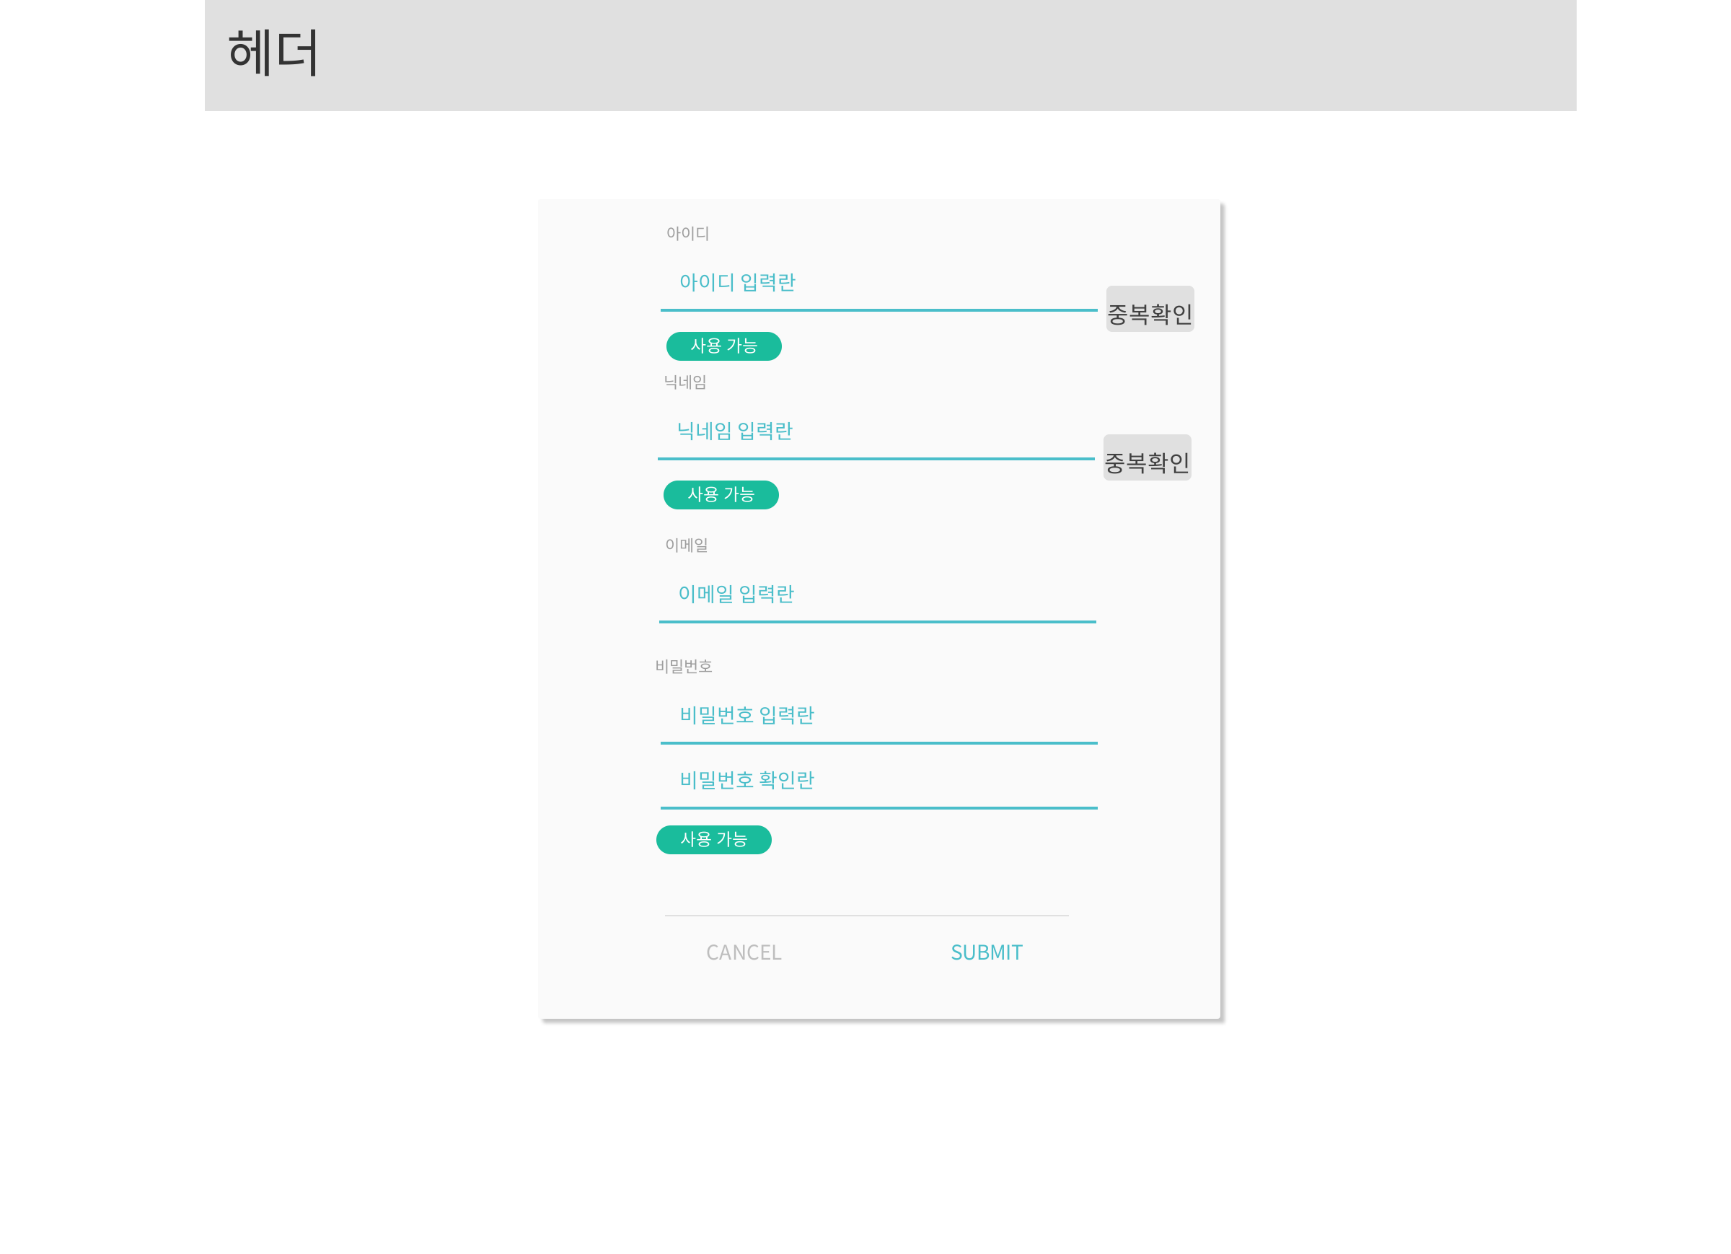 헤더
아이디
아이디 입력란
중복확인
사용 가능
닉네임
닉네임 입력란
중복확인
사용 가능
이메일
이메일 입력란
비밀번호
비밀번호 입력란
비밀번호 확인란
사용 가능
CANCEL
SUBMIT